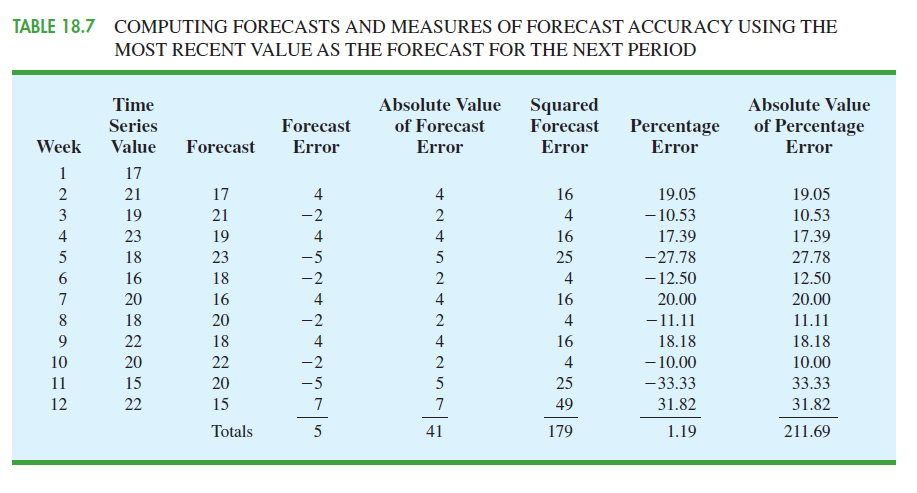 TABLE 18.7 COMPUTING FORECASTS AND MEASURES OF FORECAST ACCURACY USING THE
MOST RECENT VALUE AS THE FORECAST FOR THE NEXT PERIOD
Time Absolute Value Squared Absolute Value
Series Forecast of Forecast Forecast Percentage of Percentage
Week Value Forecast Error Error Error Error Error
1 17
2 21 17 4 4 16 19.05 19.05
3 19 21 −2 2 4 −10.53 10.53
4 23 19 4 4 16 17.39 17.39
5 18 23 −5 5 25 −27.78 27.78
6 16 18 −2 2 4 −12.50 12.50
7 20 16 4 4 16 20.00 20.00
8 18 20 −2 2 4 −11.11 11.11
9 22 18 4 4 16 18.18 18.18
10 20 22 −2 2 4 −10.00 10.00
11 15 20 −5 5 25 −33.33 33.33
12 22 15 7 7 49 31.82 31.82
Totals 5 41 179 1.19 211.69